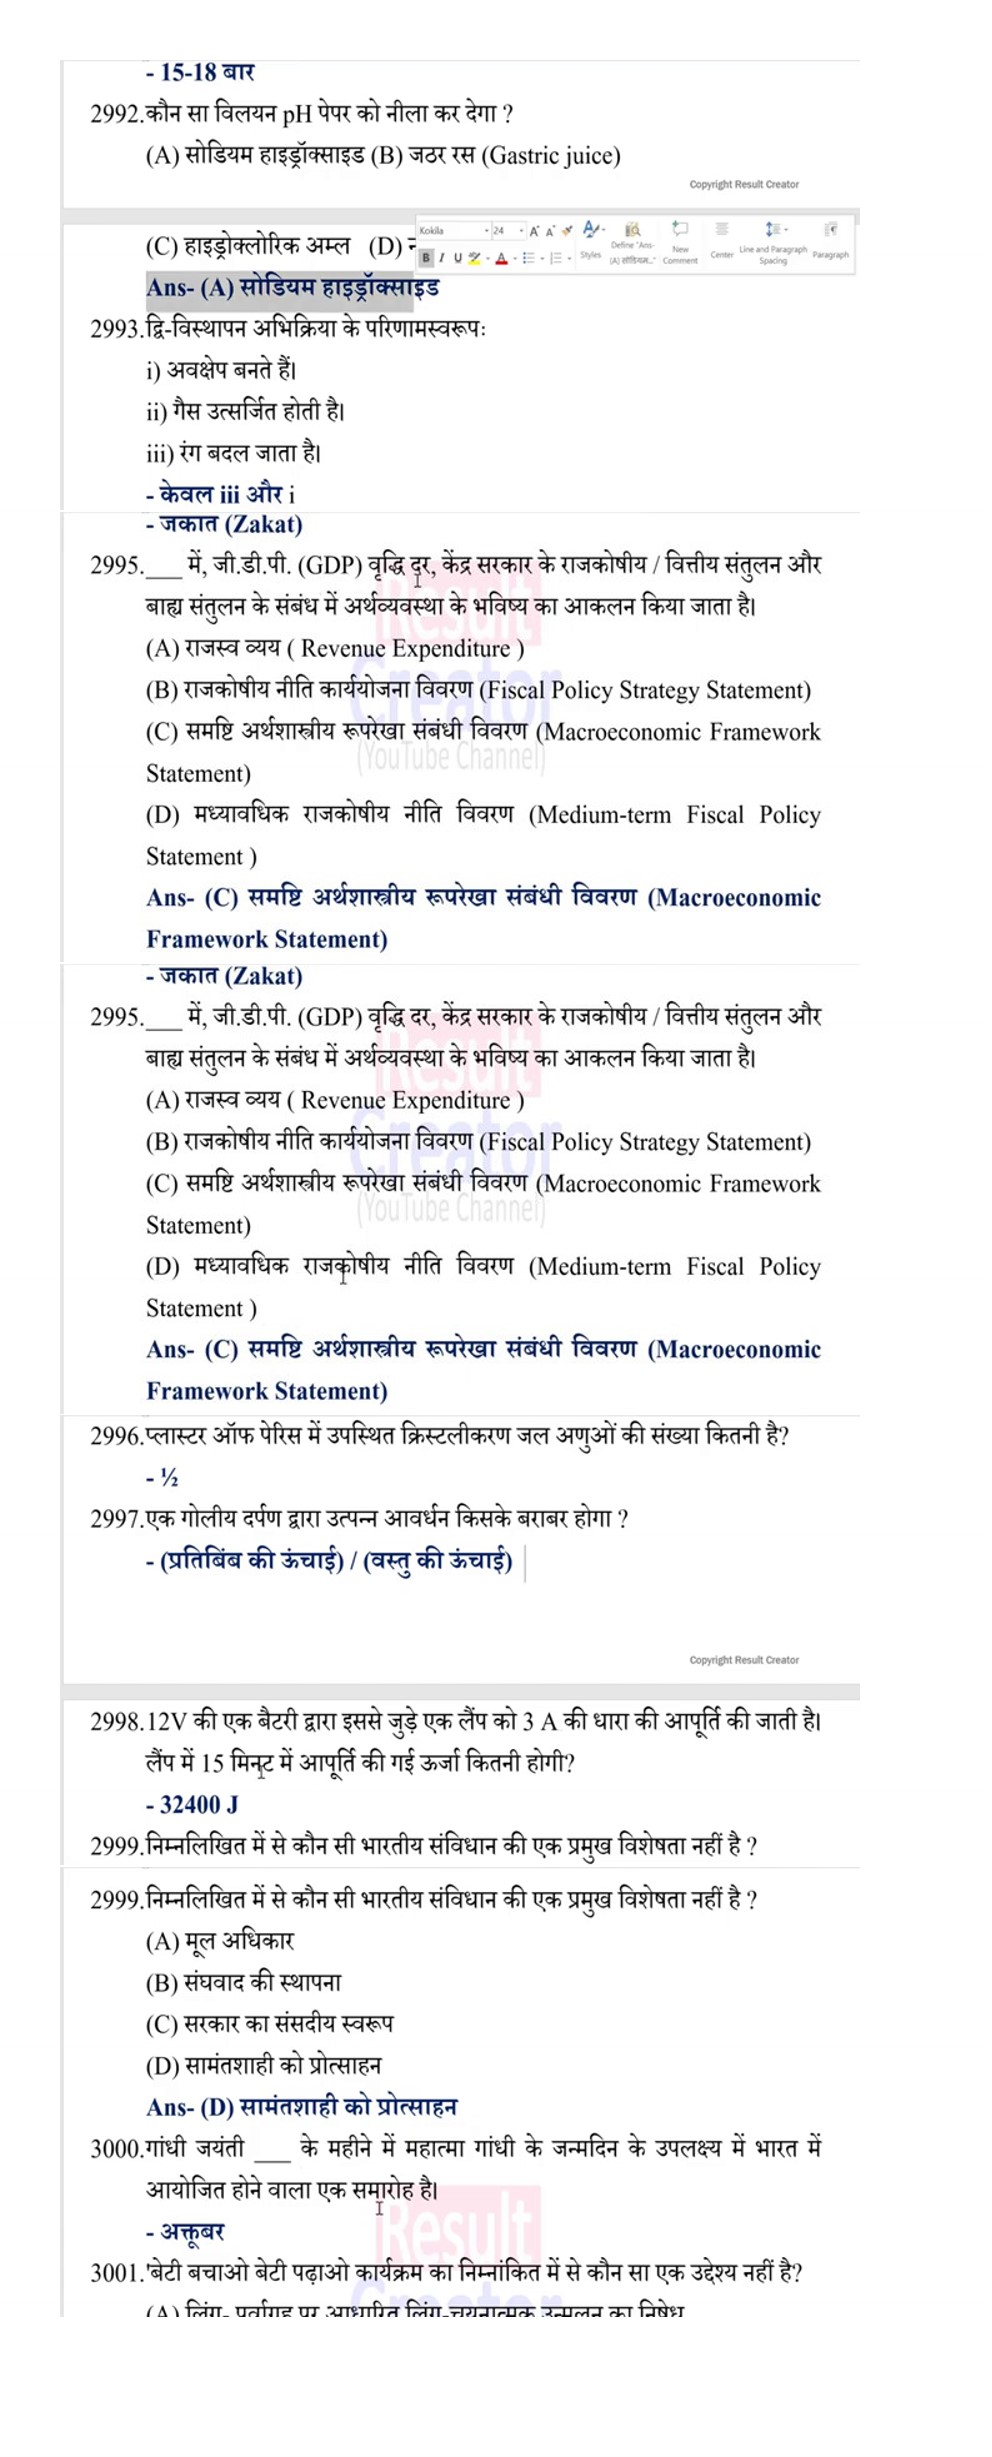 - 15-18 बार
2992.कौन सा विलयन pH पेपर को नीला कर देगा ?
(A) सोडियम हाइड्रॉक्साइड (B) जठर रस (Gastric juice)
Copyright Result Creator
(C) हाइड्रोक्लोरिक अम्ल (D)
Kokila 24
Styles
Define "Ans- (A) सोडियम..."
New Comment
Center
Line and Paragraph Spacing
Paragraph
Ans- (A) सोडियम हाइड्रॉक्साइड
2993.द्वि-विस्थापन अभिक्रिया के परिणामस्वरूपः
i) अवक्षेप बनते हैं।
ii) गैस उत्सर्जित होती है।
iii) रंग बदल जाता है।
- केवल iii और i
- जकात (Zakat)
2995.___ में, जी.डी.पी. (GDP) वृद्धि दर, केंद्र सरकार के राजकोषीय / वित्तीय संतुलन और
बाह्य संतुलन के संबंध में अर्थव्यवस्था के भविष्य का आकलन किया जाता है।
(A) राजस्व व्यय ( Revenue Expenditure )
(B) राजकोषीय नीति कार्ययोजना विवरण (Fiscal Policy Strategy Statement)
(C) समष्टि अर्थशास्त्रीय रूपरेखा संबंधी विवरण (Macroeconomic Framework
Statement)
(D) मध्यावधिक राजकोषीय नीति विवरण (Medium-term Fiscal Policy
Statement )
Ans- (C) समष्टि अर्थशास्त्रीय रूपरेखा संबंधी विवरण (Macroeconomic
Framework Statement)
Result
Creator
(YouTube Channel)
- जकात (Zakat)
2995.___ में, जी.डी.पी. (GDP) वृद्धि दर, केंद्र सरकार के राजकोषीय / वित्तीय संतुलन और
बाह्य संतुलन के संबंध में अर्थव्यवस्था के भविष्य का आकलन किया जाता है।
(A) राजस्व व्यय ( Revenue Expenditure )
(B) राजकोषीय नीति कार्ययोजना विवरण (Fiscal Policy Strategy Statement)
(C) समष्टि अर्थशास्त्रीय रूपरेखा संबंधी विवरण (Macroeconomic Framework
Statement)
(D) मध्यावधिक राजकोषीय नीति विवरण (Medium-term Fiscal Policy
Statement )
Ans- (C) समष्टि अर्थशास्त्रीय रूपरेखा संबंधी विवरण (Macroeconomic
Framework Statement)
Result
Creator
(YouTube Channel)
2996.प्लास्टर ऑफ पेरिस में उपस्थित क्रिस्टलीकरण जल अणुओं की संख्या कितनी है?
- ½
2997.एक गोलीय दर्पण द्वारा उत्पन्न आवर्धन किसके बराबर होगा ?
- (प्रतिबिंब की ऊंचाई) / (वस्तु की ऊंचाई)
Copyright Result Creator
2998.12V की एक बैटरी द्वारा इससे जुड़े एक लैंप को 3 A की धारा की आपूर्ति की जाती है।
लैंप में 15 मिनट में आपूर्ति की गई ऊर्जा कितनी होगी?
- 32400 J
2999.निम्नलिखित में से कौन सी भारतीय संविधान की एक प्रमुख विशेषता नहीं है ?
2999.निम्नलिखित में से कौन सी भारतीय संविधान की एक प्रमुख विशेषता नहीं है ?
(A) मूल अधिकार
(B) संघवाद की स्थापना
(C) सरकार का संसदीय स्वरूप
(D) सामंतशाही को प्रोत्साहन
Ans- (D) सामंतशाही को प्रोत्साहन
3000.गांधी जयंती ___ के महीने में महात्मा गांधी के जन्मदिन के उपलक्ष्य में भारत में
आयोजित होने वाला एक समारोह है।
- अक्तूबर
Result
3001.'बेटी बचाओ बेटी पढ़ाओ कार्यक्रम का निम्नांकित में से कौन सा एक उद्देश्य नहीं है?
(A) लिंग- पूर्वाग्रह पर आधारित लिंग-चयनात्मक उन्मूलन का निषेध